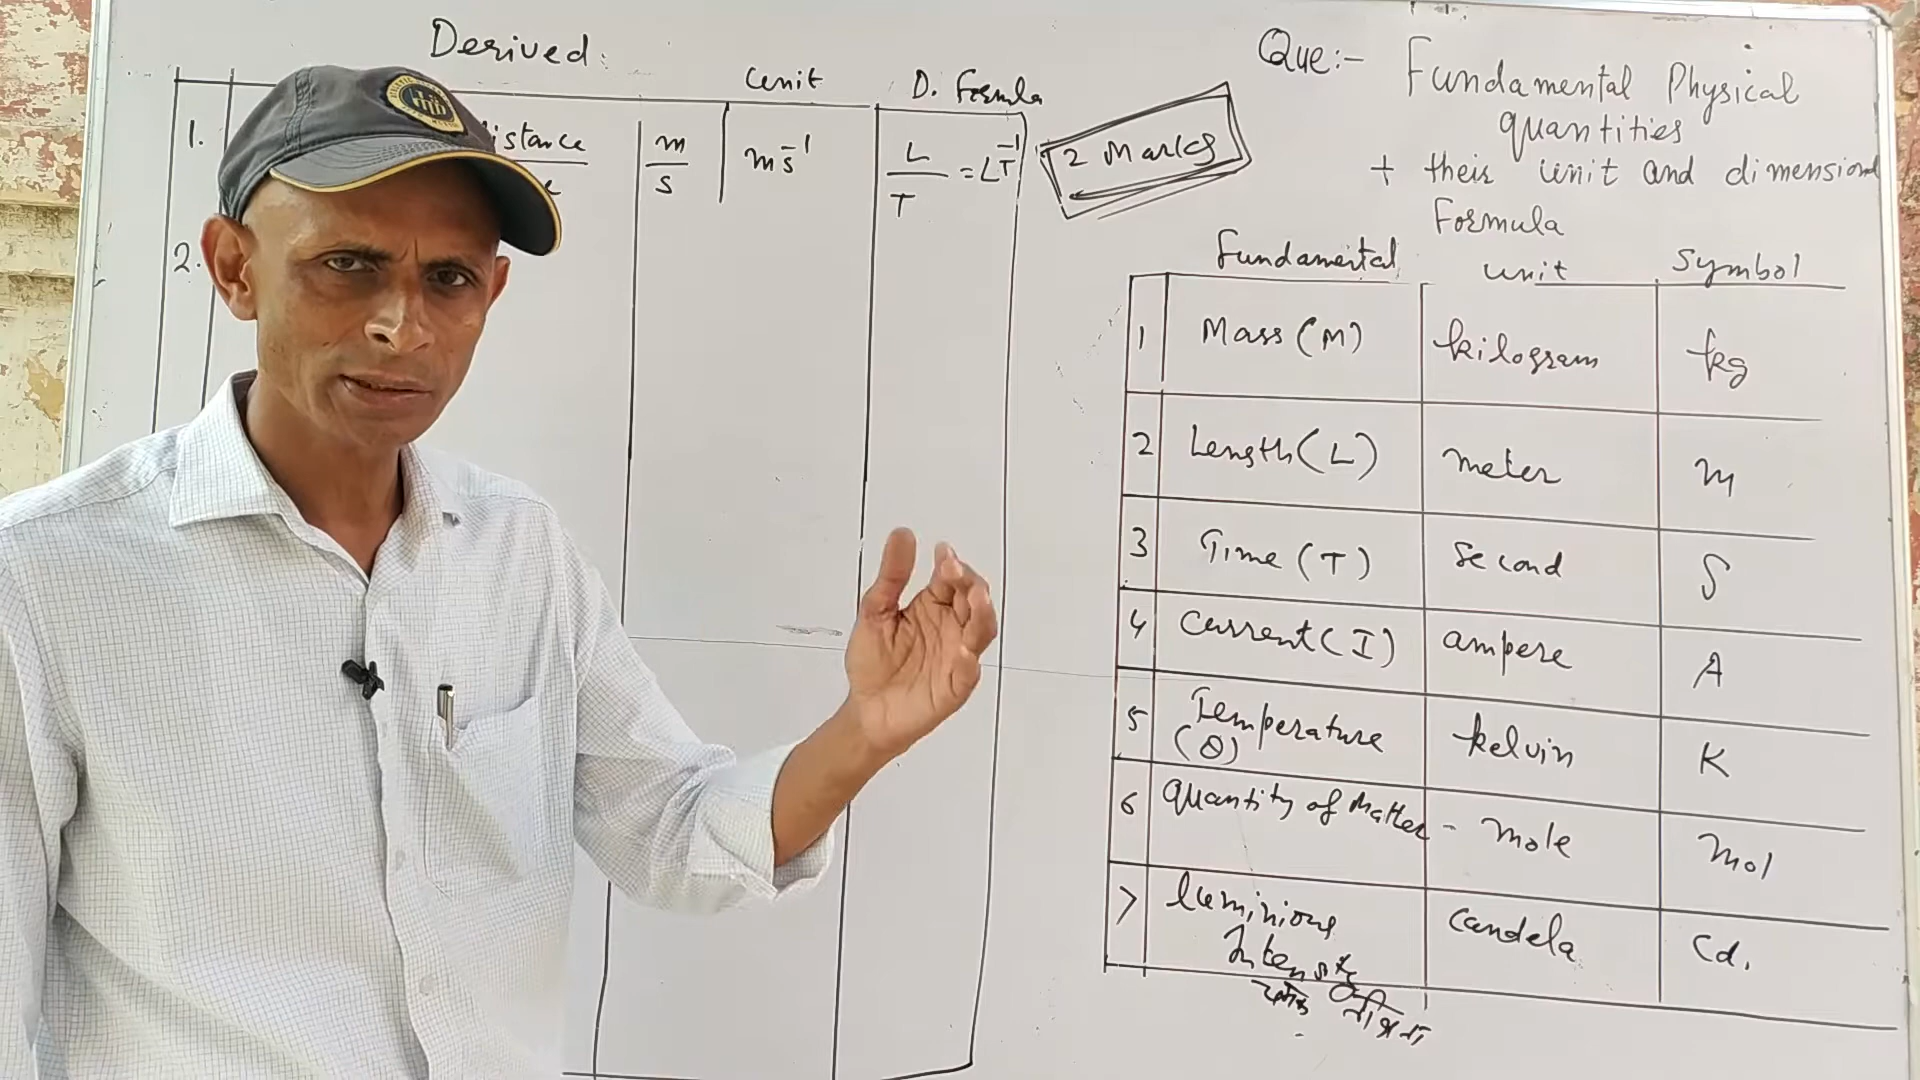 Derived
Unit
D. Formula
1.
istance
m
s
ms⁻¹
L
T
= LT⁻¹
2.
2 Marks
Que:- Fundamental Physical
quantities
+ their unit and dimensional
Formula
Fundamental unit Symbol
1 Mass (M) kilogram kg
2 Length (L) meter m
3 Time (T) second S
4 Current (I) ampere A
5 Temperature kelvin K
(θ)
6 Quantity of Matter - mole mol
7 luminious candela Cd.
Intensity